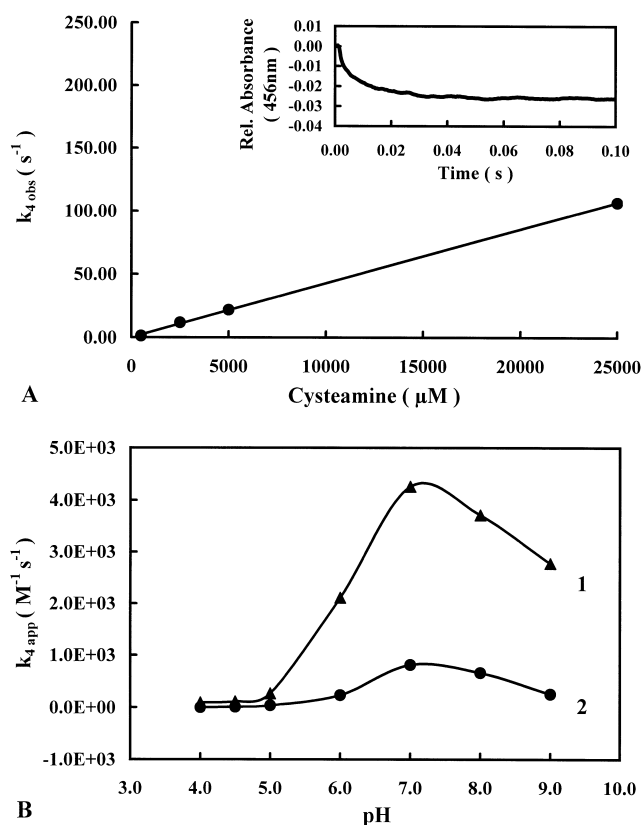 250.00
200.00
150.00
100.00
50.00
0.00
k4 obs ( s-1 )
0.01
0.00
-0.01
-0.02
-0.03
-0.04
Rel. Absorbance
( 456nm )
0.00 0.02 0.04 0.06 0.08 0.10
Time ( s )
0 5000 10000 15000 20000 25000
Cysteamine ( µM )
A
5.0E+03
4.0E+03
3.0E+03
2.0E+03
1.0E+03
0.0E+03
-1.0E+03
k4 app ( M-1 s-1 )
1
2
3.0 4.0 5.0 6.0 7.0 8.0 9.0 10.0
pH
B